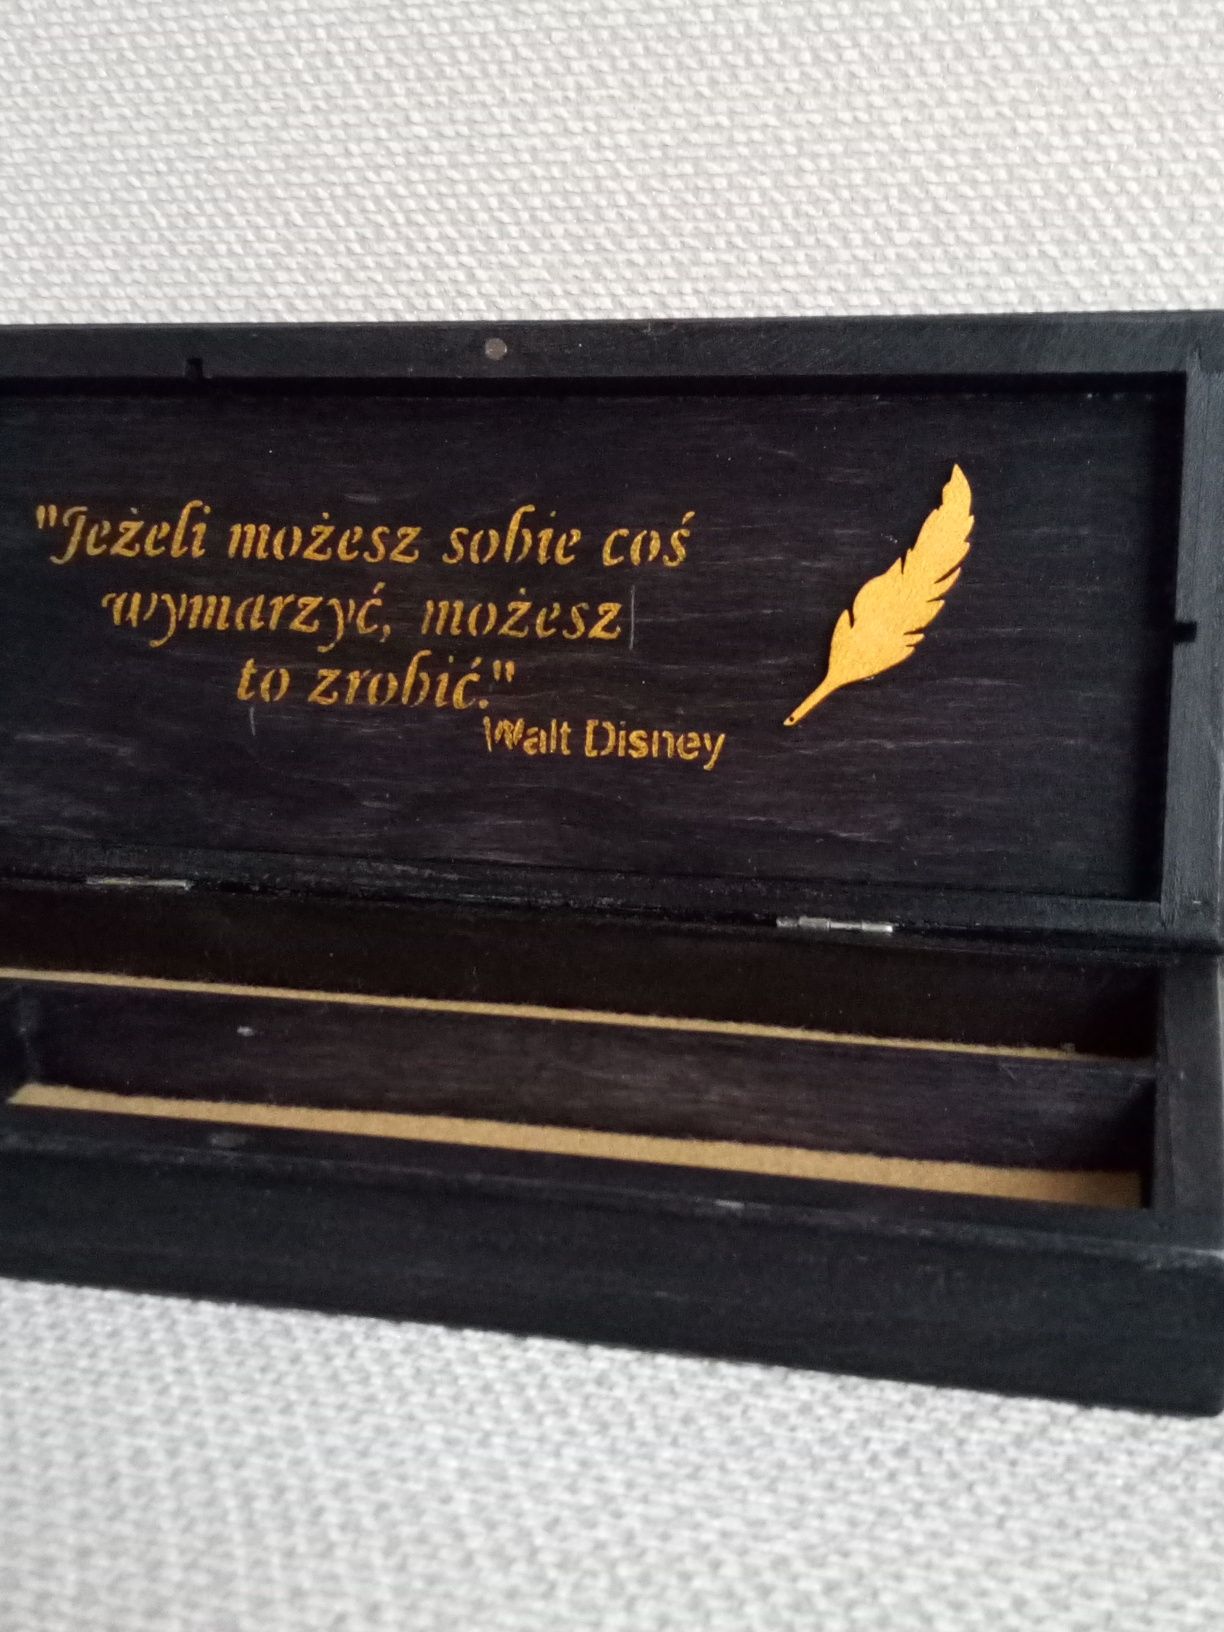 "Jeżeli możesz sobie coś
wymarzyć, możesz
to zrobić."
Walt Disney